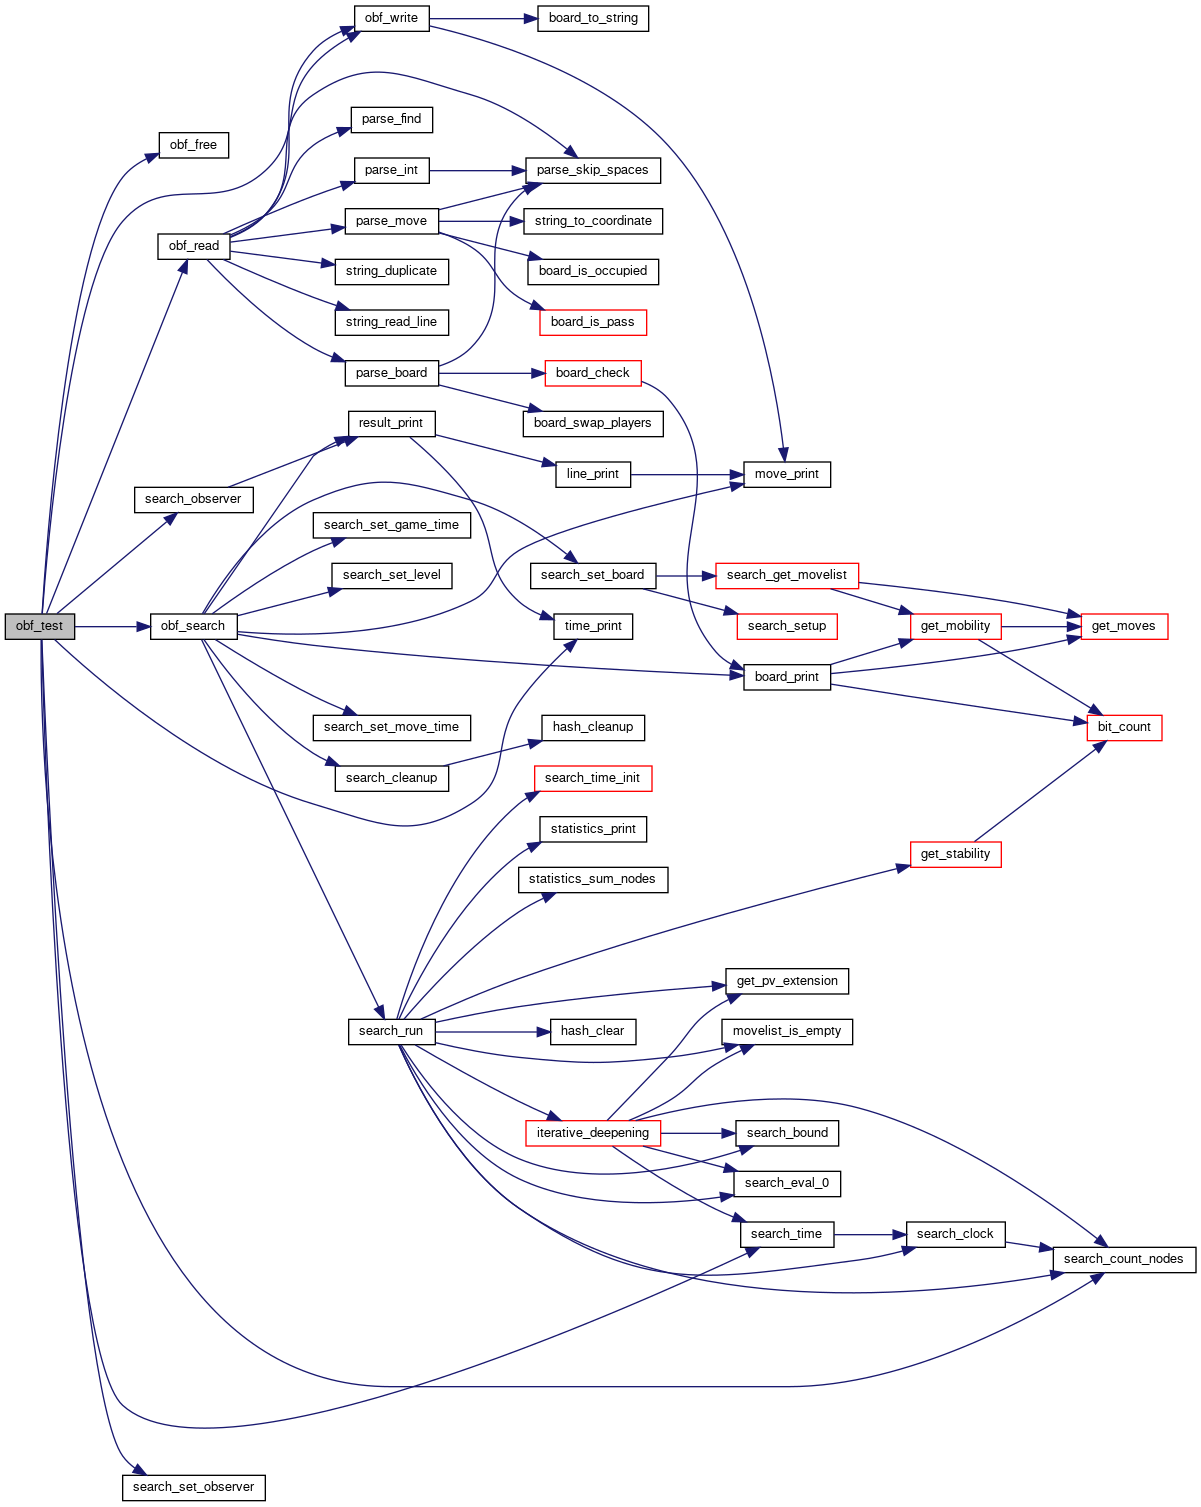 obf_write
board_to_string
parse_find
obf_free
parse_int
parse_skip_spaces
parse_move
string_to_coordinate
obf_read
string_duplicate
board_is_occupied
string_read_line
board_is_pass
parse_board
board_check
result_print
board_swap_players
line_print
move_print
search_observer
search_set_game_time
search_set_level
search_set_board
search_get_movelist
obf_test
obf_search
time_print
search_setup
get_mobility
get_moves
board_print
search_set_move_time
hash_cleanup
bit_count
search_cleanup
search_time_init
statistics_print
get_stability
statistics_sum_nodes
get_pv_extension
search_run
hash_clear
movelist_is_empty
iterative_deepening
search_bound
search_eval_0
search_time
search_clock
search_count_nodes
search_set_observer